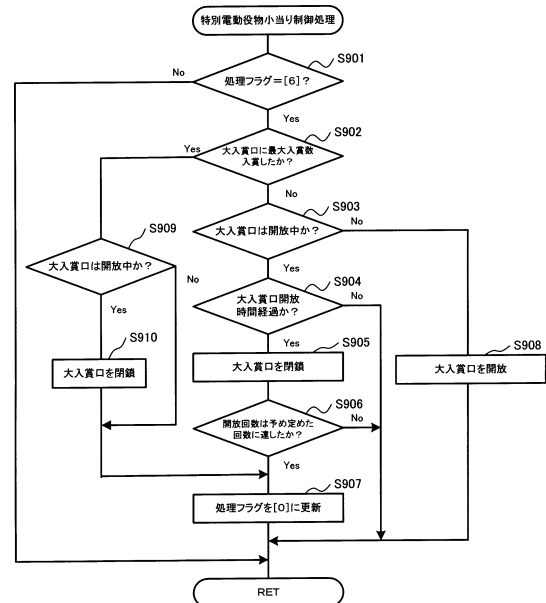 特別電動役物小当り制御処理
S901
No
処理フラグ=[6]?
Yes
S902
Yes
大入賞口に最大入賞数
入賞したか?
No
S903
No
大入賞口は開放中か?
S909
大入賞口は開放中か?
No
Yes
S904
大入賞口開放
時間経過か?
No
Yes
Yes
S910
大入賞口を閉鎖
S905
大入賞口を閉鎖
S908
大入賞口を開放
S906
開放回数は予め定めた
回数に達したか?
No
Yes
S907
処理フラグを[0]に更新
RET